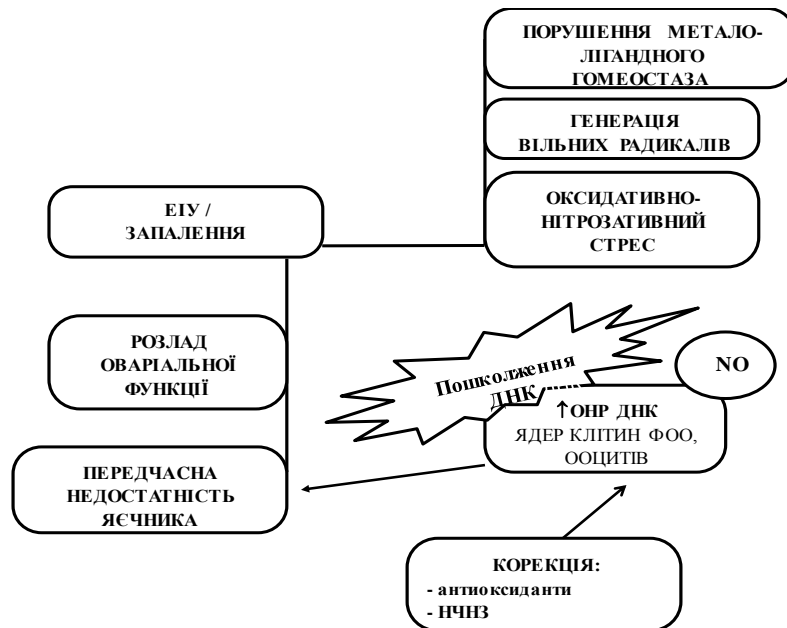 ПОРУШЕННЯ МЕТАЛО-
ЛІГАНДНОГО
ГОМЕОСТАЗА
ГЕНЕРАЦІЯ
ВІЛЬНИХ РАДИКАЛІВ
ОКСИДАТИВНО-
НІТРОЗАТИВНИЙ
СТРЕС
ЕІУ /
ЗАПАЛЕННЯ
РОЗЛАД
ОВАРІАЛЬНОЇ
ФУНКЦІЇ
Пошколження
ДНК
NO
↑ОНР ДНК
ЯДЕР КЛІТИН ФОО,
ООЦИТІВ
ПЕРЕДЧАСНА
НЕДОСТАТНІСТЬ
ЯЄЧНИКА
КОРЕКЦІЯ:
- антиоксиданти
- НЧНЗ